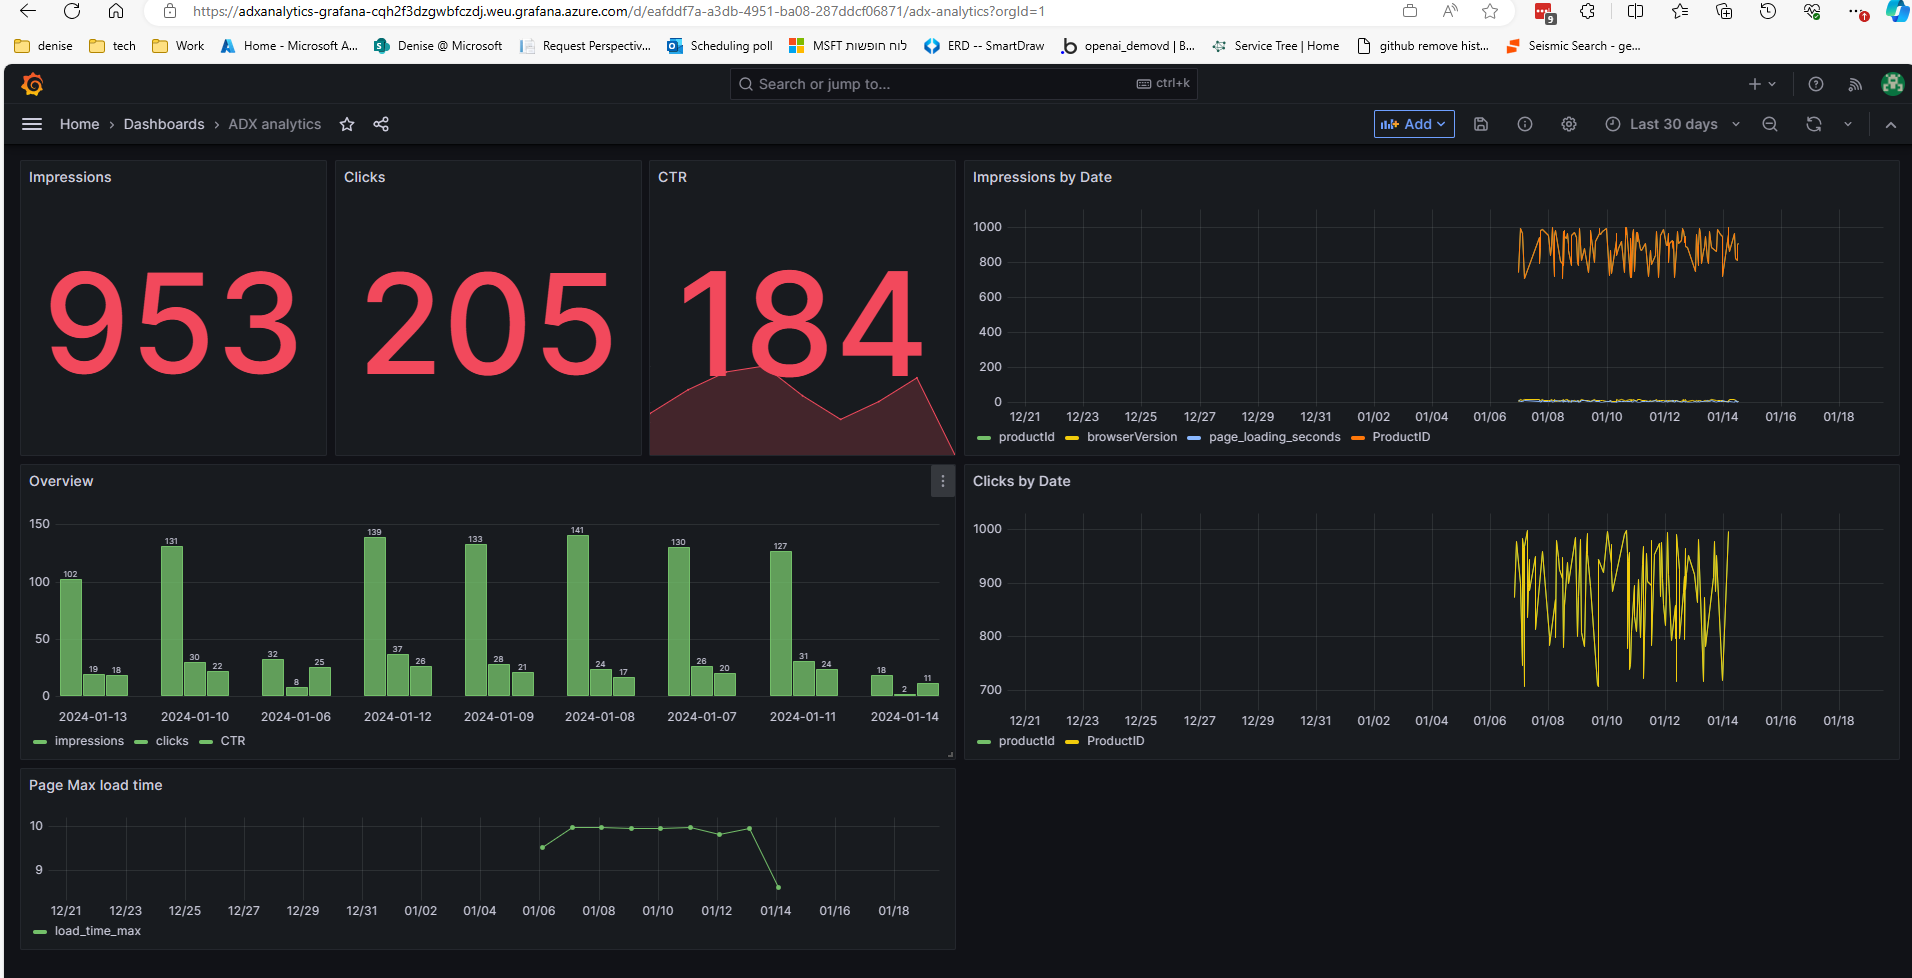 https://adxanalytics-grafana-cqh2f3dzgwbfczdj.weu.grafana.azure.com/d/eafddf7a-a3db-4951-ba08-287ddcf06871/adx-analytics?orgId=1
9
denise tech Work Home - Microsoft A... Denise @ Microsoft Request Perspectiv... Scheduling poll MSFT לוח חופשות ERD -- SmartDraw openai_demovd | B... Service Tree | Home github remove hist... Seismic Search - ge...
Search or jump to... ctrl+k
Home › Dashboards › ADX analytics Add Last 30 days
Impressions
953
Clicks
205
CTR
184
Impressions by Date
1000
800
600
400
200
0
12/21 12/23 12/25 12/27 12/29 12/31 01/02 01/04 01/06 01/08 01/10 01/12 01/14 01/16 01/18
productId browserVersion page_loading_seconds ProductID
Overview
150
100
50
0
102 19 18 131 30 22 32 8 25 139 37 26 133 28 21 141 24 17 130 26 20 127 31 24 18 2 11
2024-01-13 2024-01-10 2024-01-06 2024-01-12 2024-01-09 2024-01-08 2024-01-07 2024-01-11 2024-01-14
impressions clicks CTR
Clicks by Date
1000
900
800
700
12/21 12/23 12/25 12/27 12/29 12/31 01/02 01/04 01/06 01/08 01/10 01/12 01/14 01/16 01/18
productId ProductID
Page Max load time
10
9
12/21 12/23 12/25 12/27 12/29 12/31 01/02 01/04 01/06 01/08 01/10 01/12 01/14 01/16 01/18
load_time_max